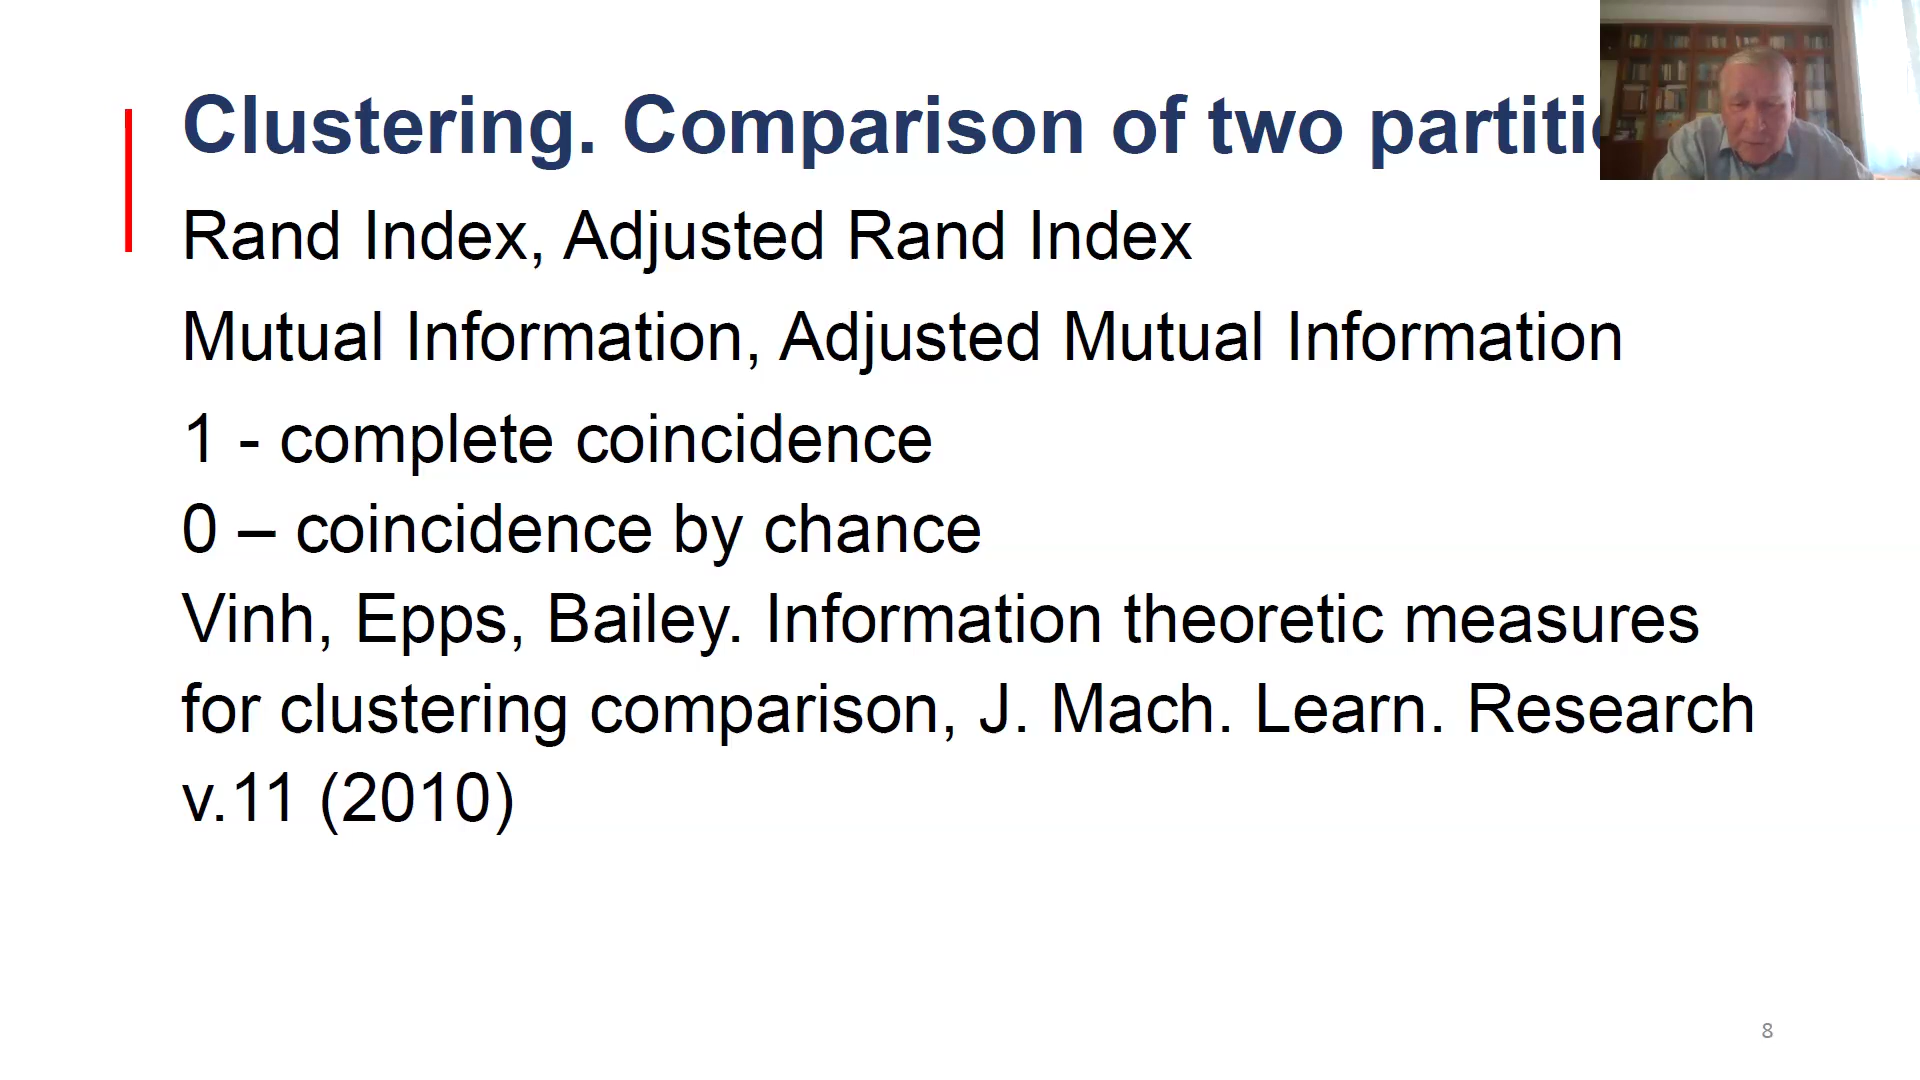 Clustering. Comparison of two
Rand Index, Adjusted Rand Index
Mutual Information, Adjusted Mutual Information
1 - complete coincidence
0 – coincidence by chance
Vinh, Epps, Bailey. Information theoretic measures
for clustering comparison, J. Mach. Learn. Research
v.11 (2010)
8